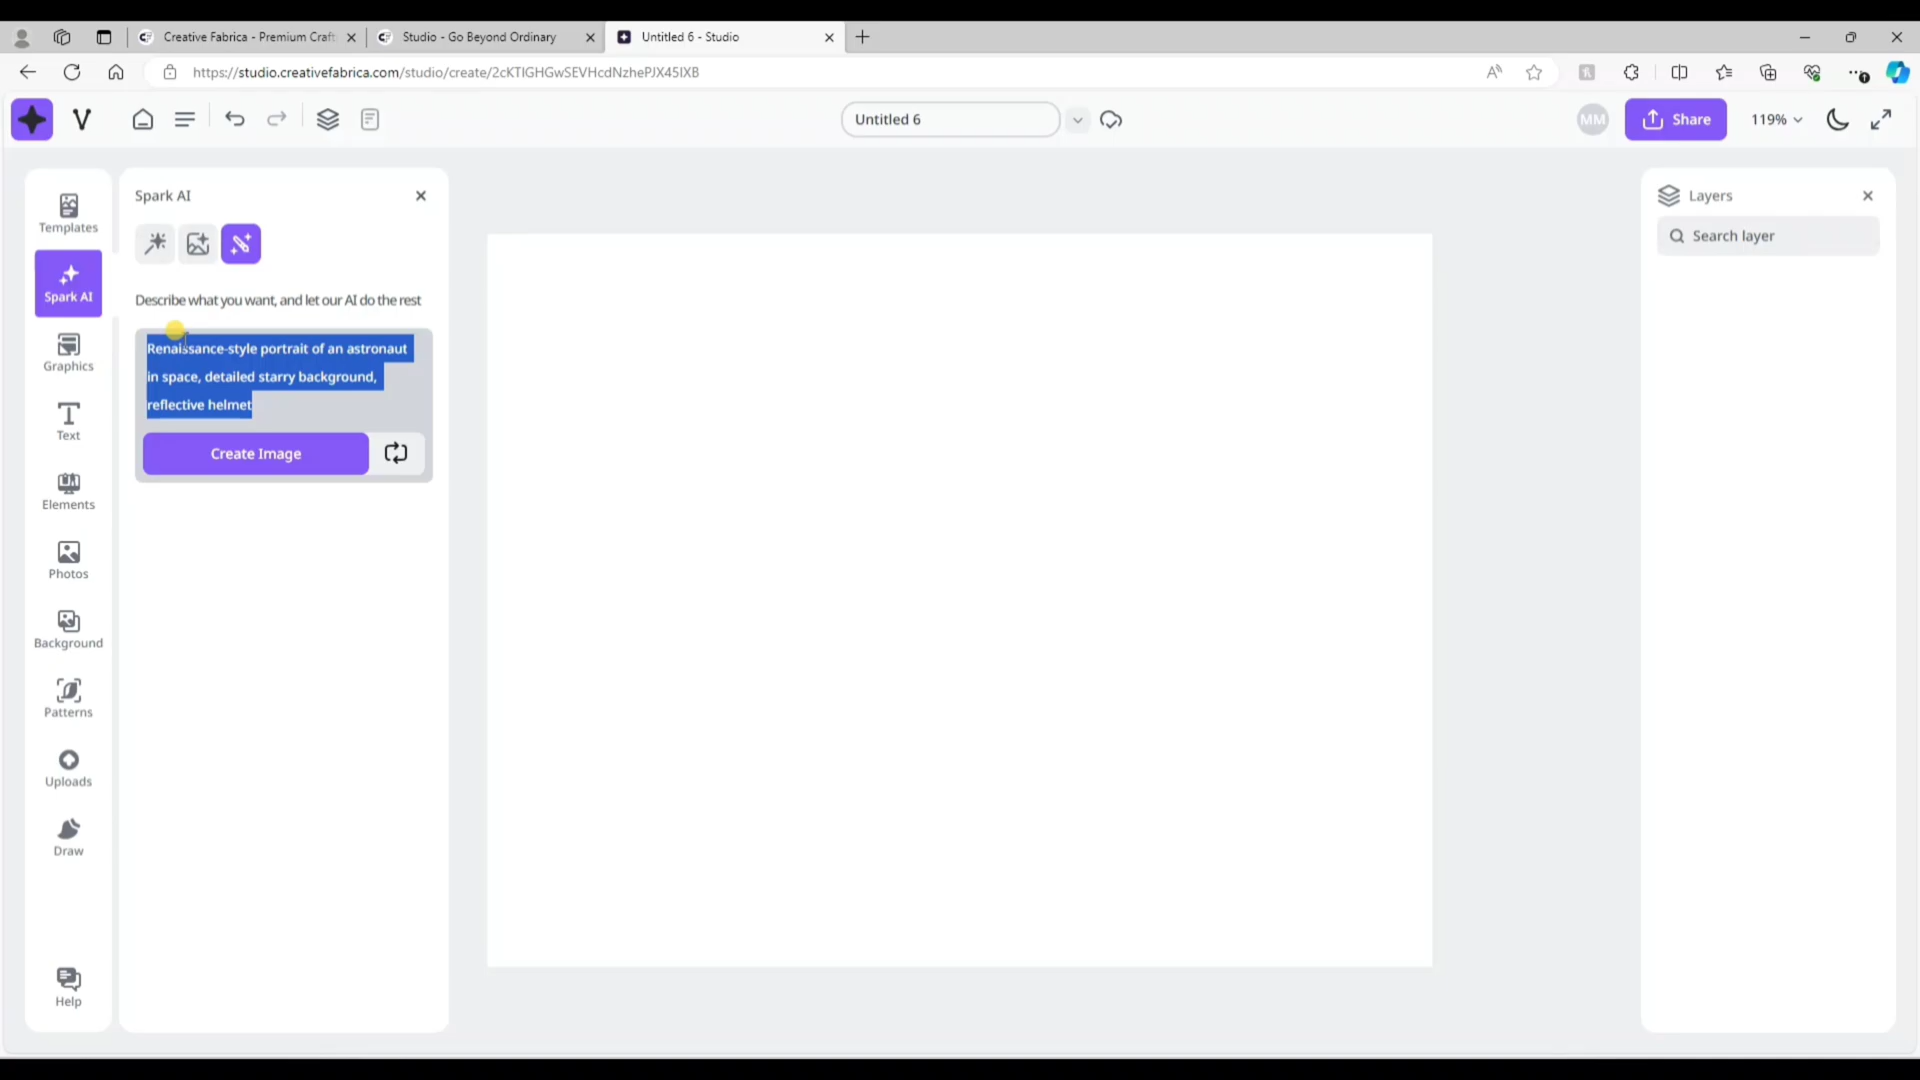 Creative Fabrica - Premium Craft
Studio - Go Beyond Ordinary
Untitled 6 - Studio
https://studio.creativefabrica.com/studio/create/2cKTIGHGwSEVHcdNzhePJX45IXB
Untitled 6
MM
Share
119%
Templates
Spark AI
Graphics
Text
Elements
Photos
Background
Patterns
Uploads
Draw
Help
Spark AI
Describe what you want, and let our AI do the rest
Renaissance-style portrait of an astronaut
in space, detailed starry background,
reflective helmet
Create Image
Layers
Search layer